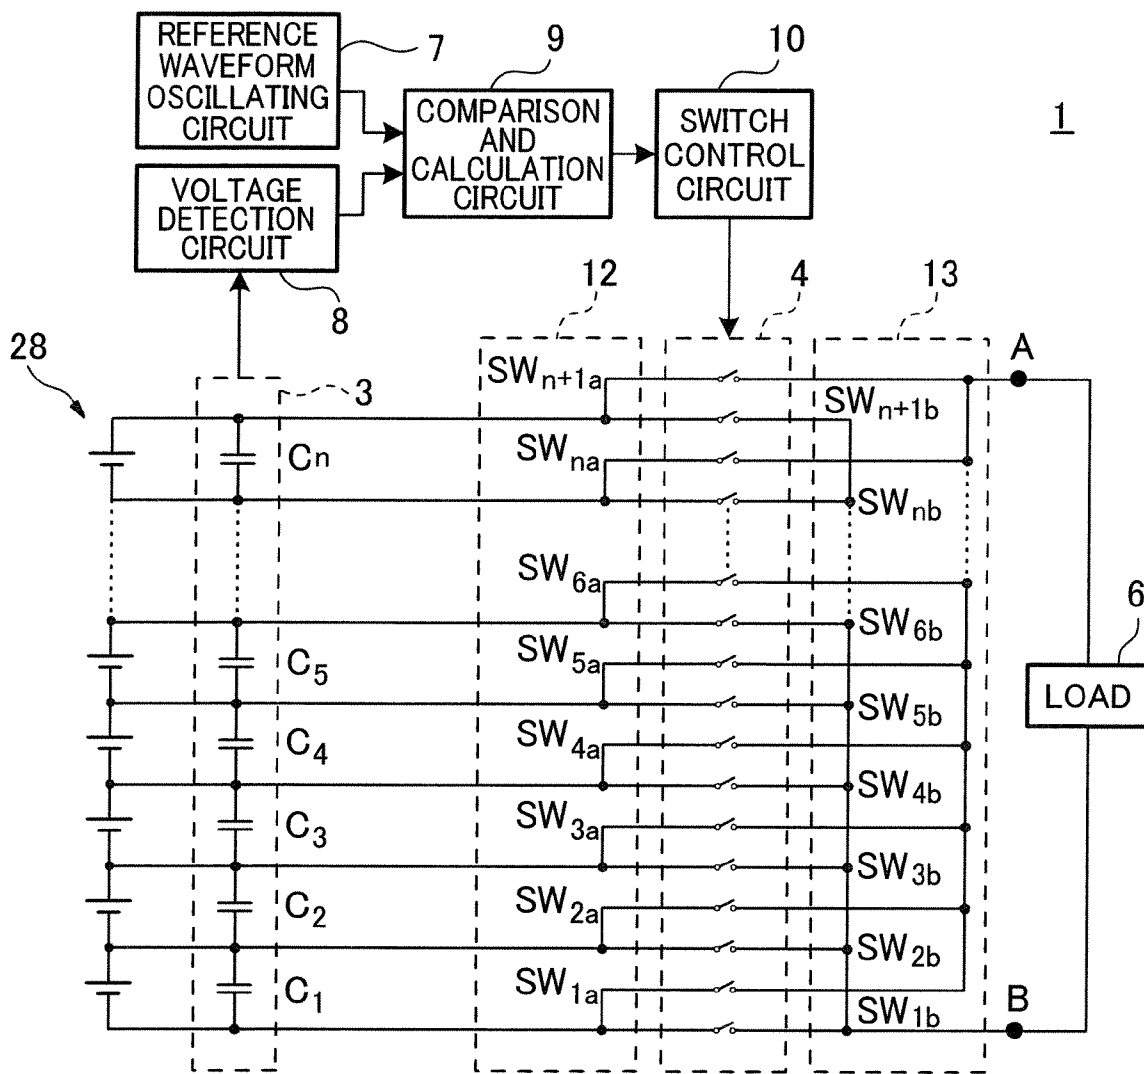 REFERENCE
WAVEFORM
OSCILLATING
CIRCUIT
7
9
10
1
COMPARISON
AND
CALCULATION
CIRCUIT
SWITCH
CONTROL
CIRCUIT
VOLTAGE
DETECTION
CIRCUIT
8
12
4
13
28
3
A
SWn+1a
SWn+1b
Cn
SWna
SWnb
SW6a
SW6b
6
C5
SW5a
LOAD
SW5b
C4
SW4a
SW4b
C3
SW3a
SW3b
C2
SW2a
SW2b
C1
SW1a
SW1b
B